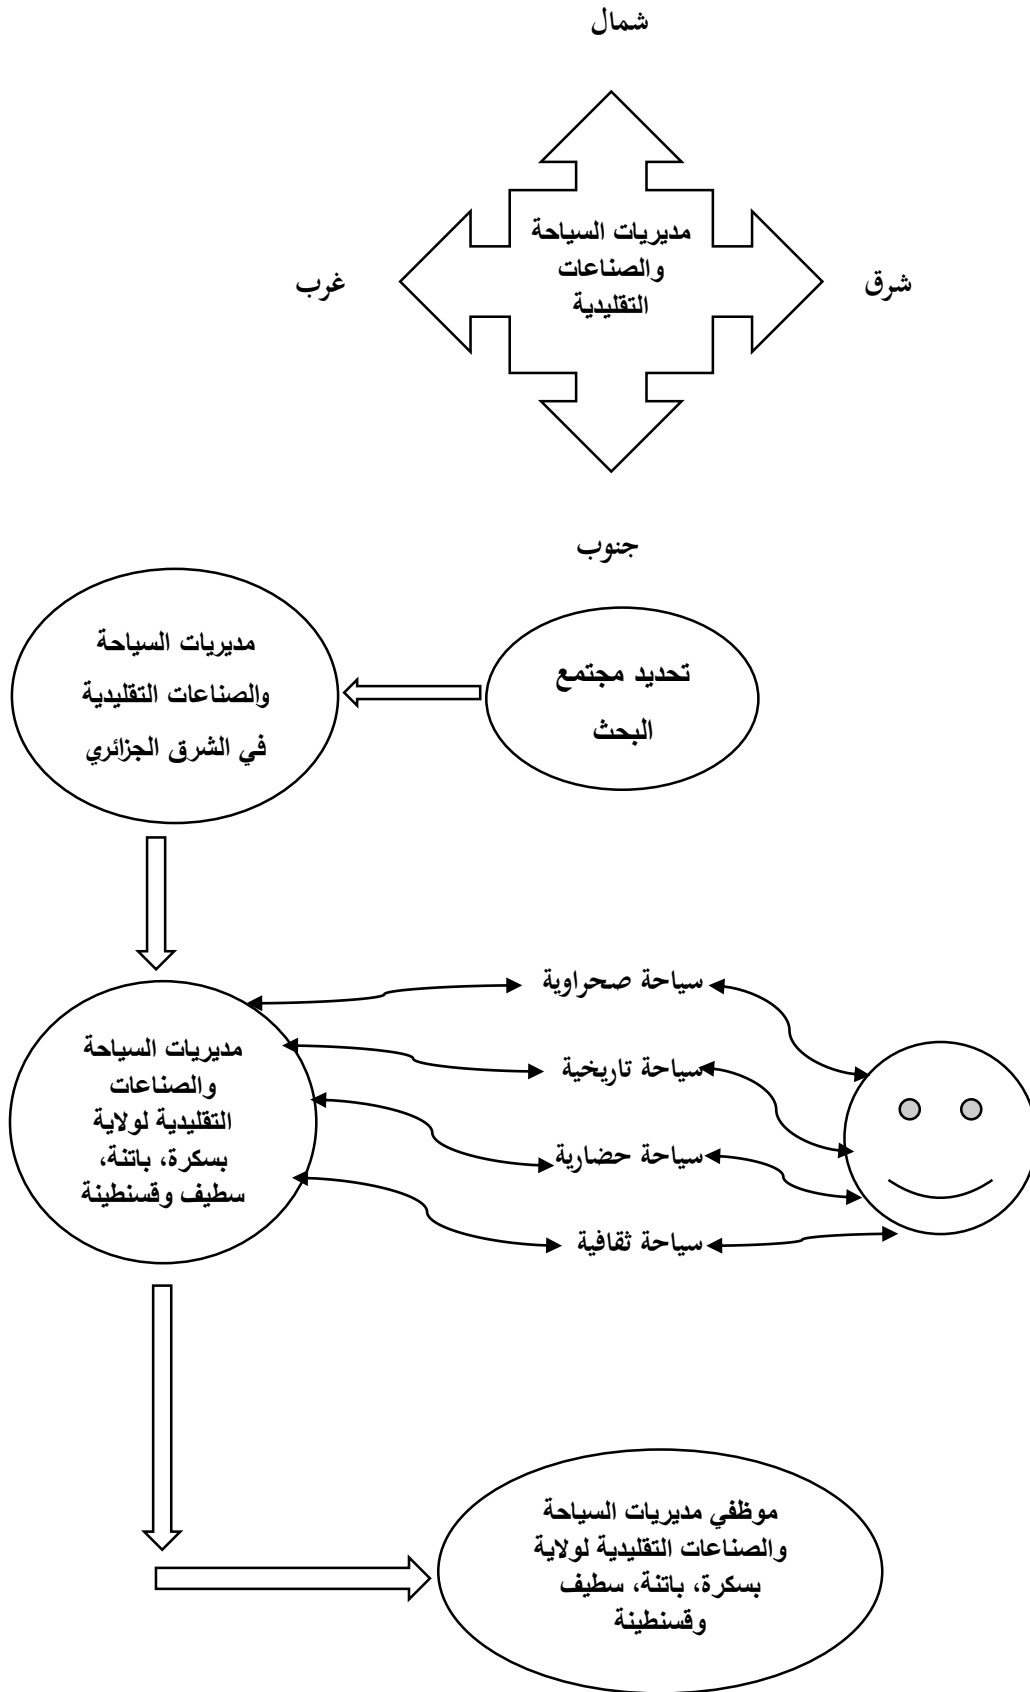 شمال
مديريات السياحة
والصناعات
التقليدية
شرق
غرب
جنوب
تحديد مجتمع
البحث
مديريات السياحة
والصناعات التقليدية
في الشرق الجزائري
سياحة صحراوية
سياحة تاريخية
سياحة حضارية
سياحة ثقافية
مديريات السياحة
والصناعات
التقليدية لولاية
بسكرة، باتنة،
سطيف وقسنطينة
موظفي مديريات السياحة
والصناعات التقليدية لولاية
بسكرة، باتنة، سطيف
وقسنطينة